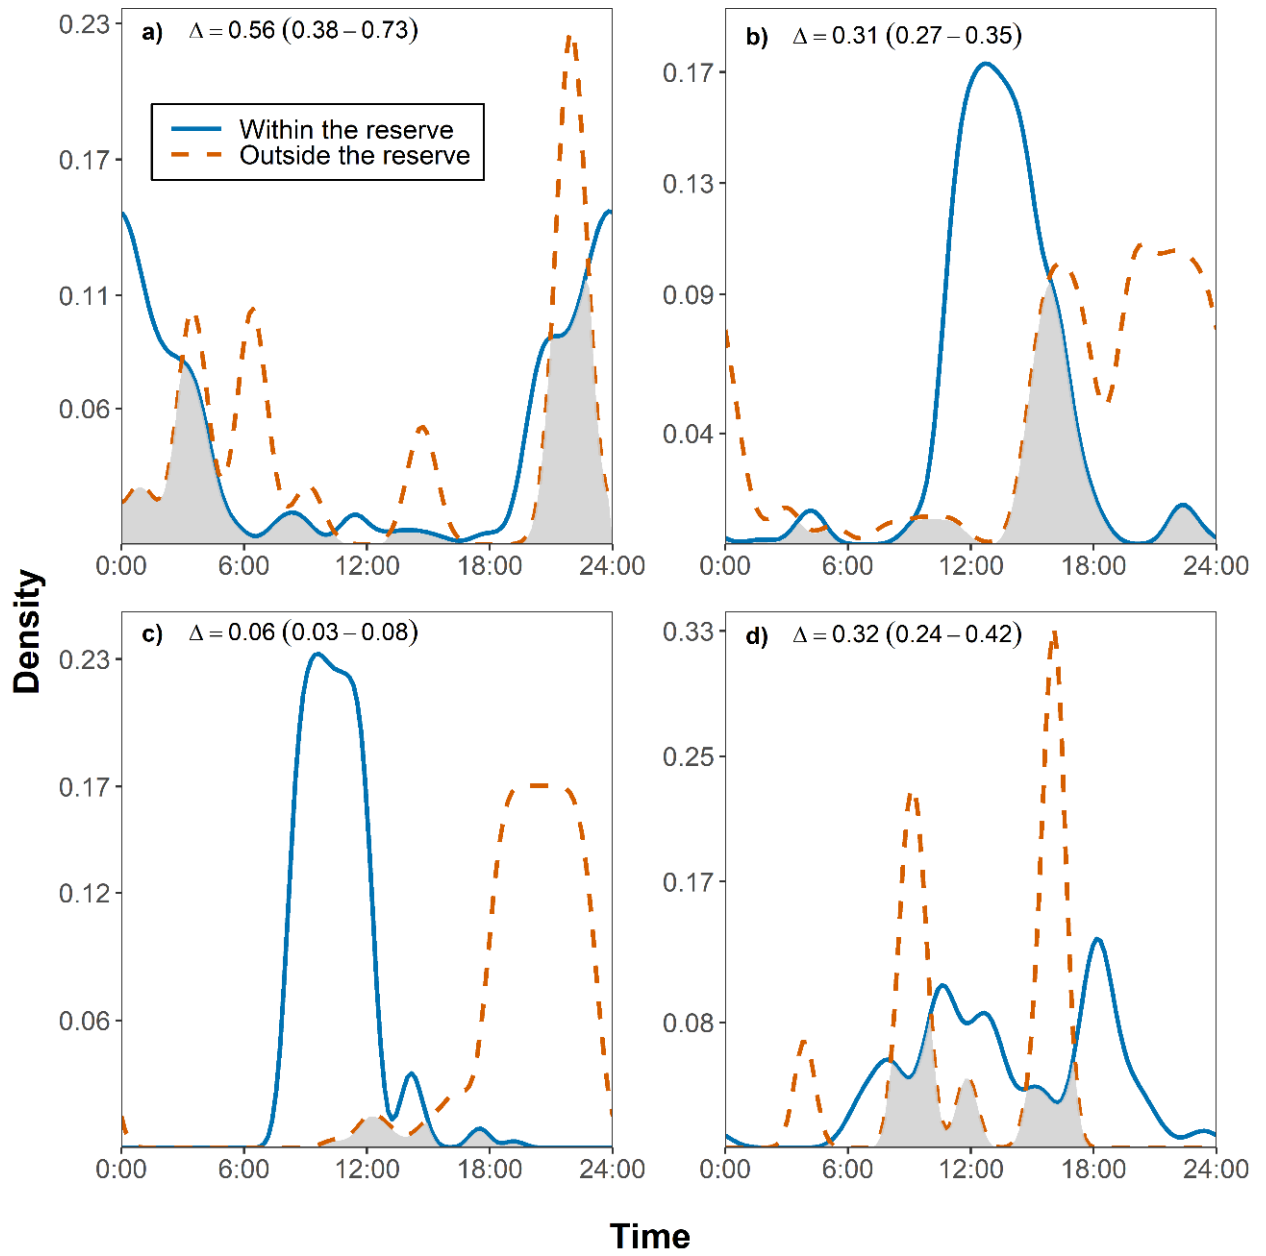 a) Δ = 0.56 (0.38 – 0.73)
Within the reserve
Outside the reserve
0.23
0.17
0.11
0.06
0:00 6:00 12:00 18:00 24:00
b) Δ = 0.31 (0.27 – 0.35)
0.17
0.13
0.09
0.04
0:00 6:00 12:00 18:00 24:00
c) Δ = 0.06 (0.03 – 0.08)
0.23
0.17
0.12
0.06
0:00 6:00 12:00 18:00 24:00
d) Δ = 0.32 (0.24 – 0.42)
0.33
0.25
0.17
0.08
0:00 6:00 12:00 18:00 24:00
Density
Time